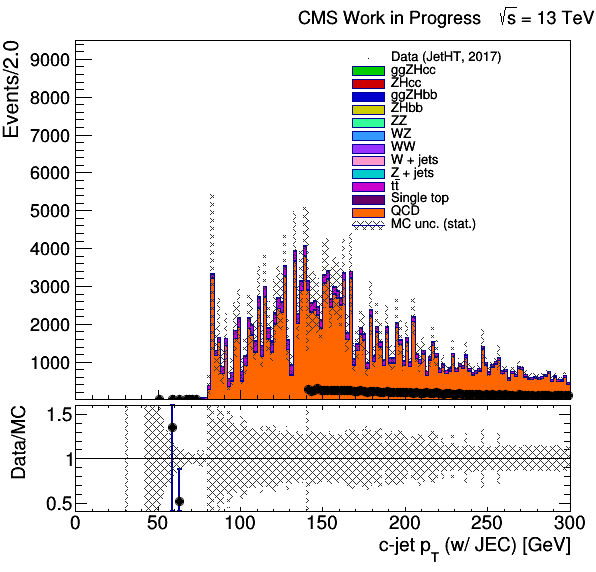 CMS Work in Progress √s = 13 TeV
Events/2.0
9000
8000
7000
6000
5000
4000
3000
2000
1000
Data (JetHT, 2017)
ggZHcc
ZHcc
ggZHbb
ZHbb
ZZ
WZ
WW
W + jets
Z + jets
tt̄
Single top
QCD
MC unc. (stat.)
Data/MC
1.5
1
0.5
0 50 100 150 200 250 300
c-jet p_T (w/ JEC) [GeV]